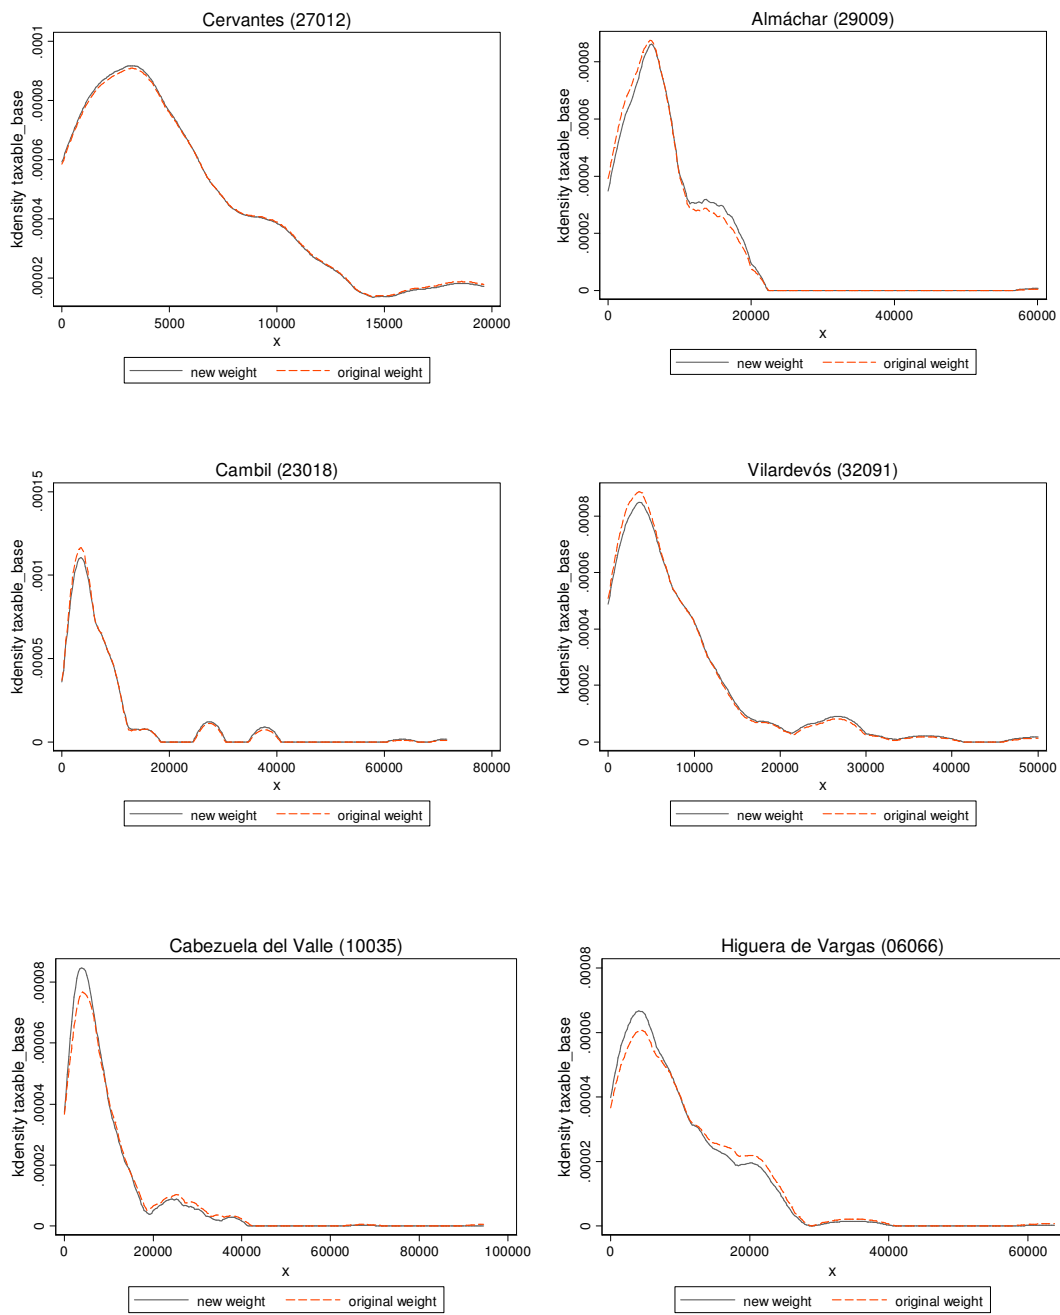 Cervantes (27012)
kdensity taxable_base
.00002 .00004 .00006 .00008 .0001
0 5000 10000 15000 20000
x
new weight original weight
Almáchar (29009)
kdensity taxable_base
0 .00002 .00004 .00006 .00008
0 20000 40000 60000
x
new weight original weight
Cambil (23018)
kdensity taxable_base
0 .00005 .0001 .00015
0 20000 40000 60000 80000
x
new weight original weight
Vilardevós (32091)
kdensity taxable_base
0 .00002 .00004 .00006 .00008
0 10000 20000 30000 40000 50000
x
new weight original weight
Cabezuela del Valle (10035)
kdensity taxable_base
0 .00002 .00004 .00006 .00008
0 20000 40000 60000 80000 100000
x
new weight original weight
Higuera de Vargas (06066)
kdensity taxable_base
0 .00002 .00004 .00006 .00008
0 20000 40000 60000
x
new weight original weight